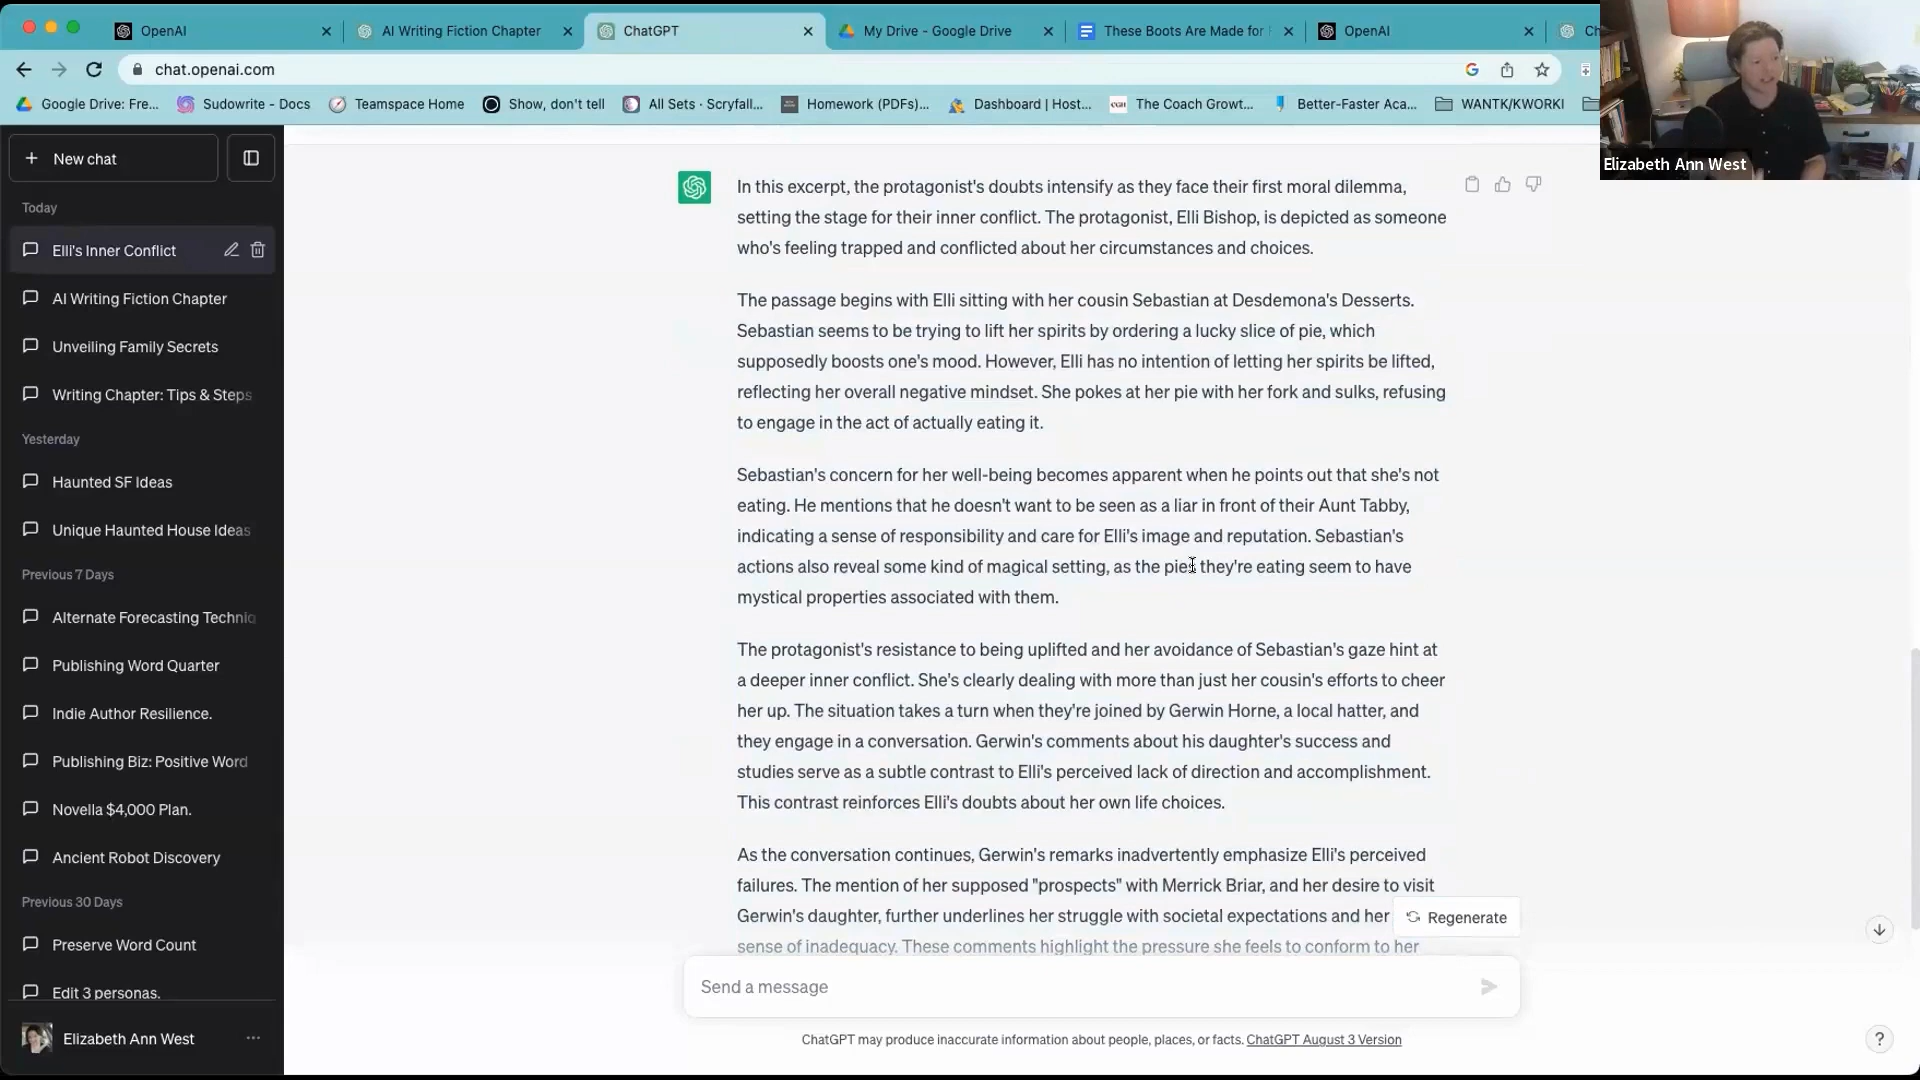 OpenAI
AI Writing Fiction Chapter
ChatGPT
My Drive - Google Drive
These Boots Are Made for
OpenAI
chat.openai.com
Google Drive: Fre...
Sudowrite - Docs
Teamspace Home
Show, don't tell
All Sets · Scryfall...
Homework (PDFs)...
Dashboard | Host...
The Coach Growt...
Better-Faster Aca...
WANTK/KWORKI
Elizabeth Ann West
New chat
Today
Elli's Inner Conflict
AI Writing Fiction Chapter
Unveiling Family Secrets
Writing Chapter: Tips & Steps
Yesterday
Haunted SF Ideas
Unique Haunted House Ideas
Previous 7 Days
Alternate Forecasting Techniq
Publishing Word Quarter
Indie Author Resilience.
Publishing Biz: Positive Word
Novella $4,000 Plan.
Ancient Robot Discovery
Previous 30 Days
Preserve Word Count
Edit 3 personas.
Elizabeth Ann West
In this excerpt, the protagonist's doubts intensify as they face their first moral dilemma,
setting the stage for their inner conflict. The protagonist, Elli Bishop, is depicted as someone
who's feeling trapped and conflicted about her circumstances and choices.
The passage begins with Elli sitting with her cousin Sebastian at Desdemona's Desserts.
Sebastian seems to be trying to lift her spirits by ordering a lucky slice of pie, which
supposedly boosts one's mood. However, Elli has no intention of letting her spirits be lifted,
reflecting her overall negative mindset. She pokes at her pie with her fork and sulks, refusing
to engage in the act of actually eating it.
Sebastian's concern for her well-being becomes apparent when he points out that she's not
eating. He mentions that he doesn't want to be seen as a liar in front of their Aunt Tabby,
indicating a sense of responsibility and care for Elli's image and reputation. Sebastian's
actions also reveal some kind of magical setting, as the pies they're eating seem to have
mystical properties associated with them.
The protagonist's resistance to being uplifted and her avoidance of Sebastian's gaze hint at
a deeper inner conflict. She's clearly dealing with more than just her cousin's efforts to cheer
her up. The situation takes a turn when they're joined by Gerwin Horne, a local hatter, and
they engage in a conversation. Gerwin's comments about his daughter's success and
studies serve as a subtle contrast to Elli's perceived lack of direction and accomplishment.
This contrast reinforces Elli's doubts about her own life choices.
As the conversation continues, Gerwin's remarks inadvertently emphasize Elli's perceived
failures. The mention of her supposed "prospects" with Merrick Briar, and her desire to visit
Gerwin's daughter, further underlines her struggle with societal expectations and her
sense of inadequacy. These comments highlight the pressure she feels to conform to her
Regenerate
Send a message
ChatGPT may produce inaccurate information about people, places, or facts. ChatGPT August 3 Version
?